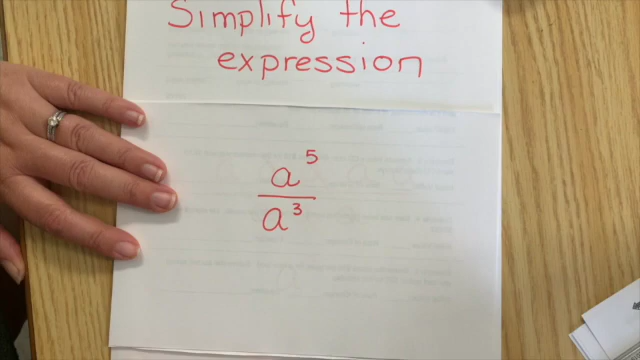 Simplify the
expression
a⁵
a³